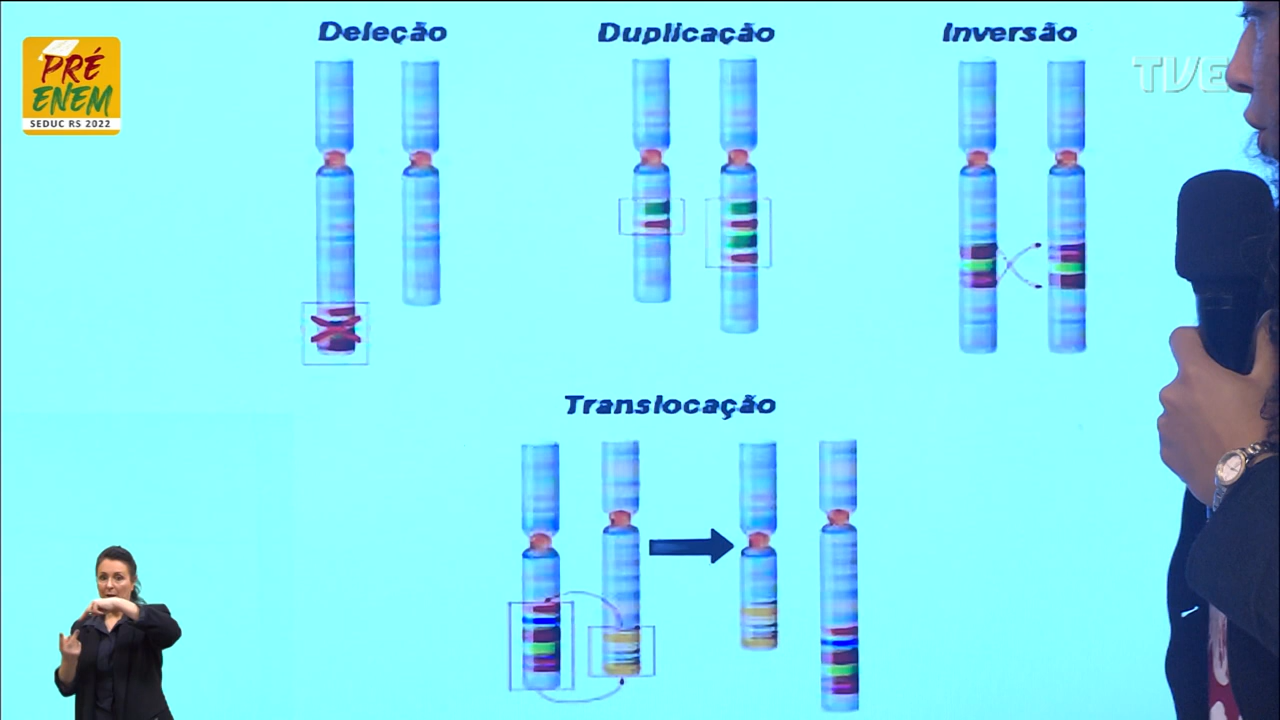 Deleção
Duplicação
Inversão
TVE
PRÉ
ENEM
SEDUC RS 2022
Translocação